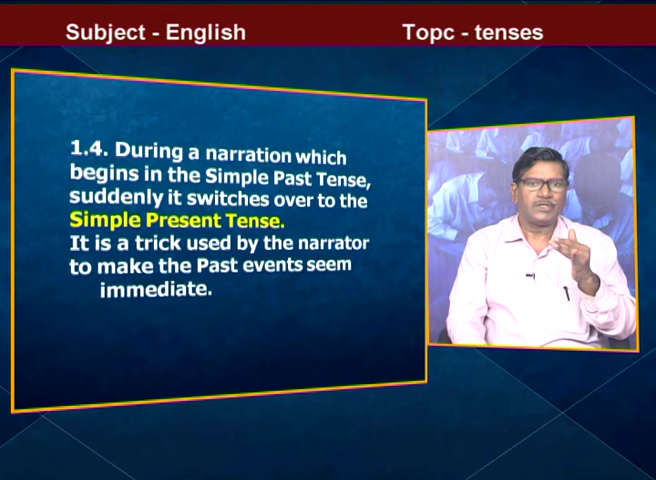 Subject - English
Topc - tenses
1.4. During a narration which
begins in the Simple Past Tense,
suddenly it switches over to the
Simple Present Tense.
It is a trick used by the narrator
to make the Past events seem
immediate.